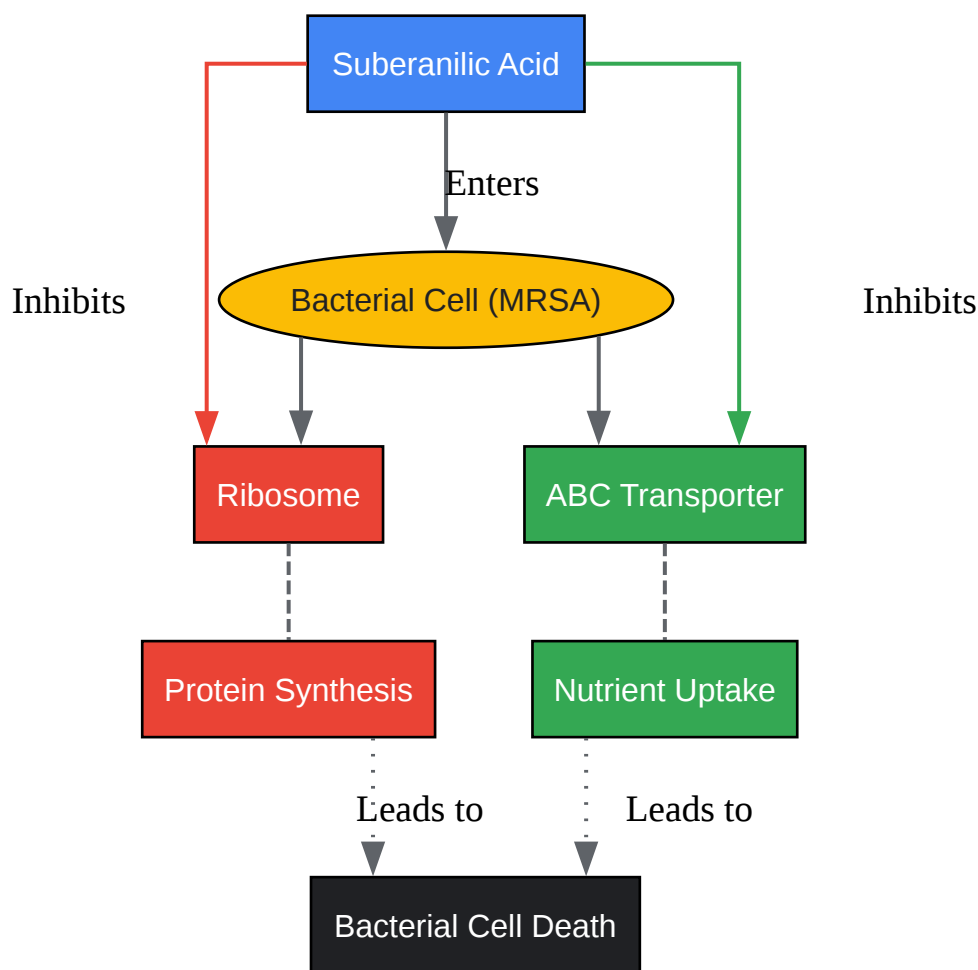 Suberanilic Acid
Enters
Inhibits
Bacterial Cell (MRSA)
Inhibits
Ribosome
ABC Transporter
Protein Synthesis
Nutrient Uptake
Leads to
Leads to
Bacterial Cell Death